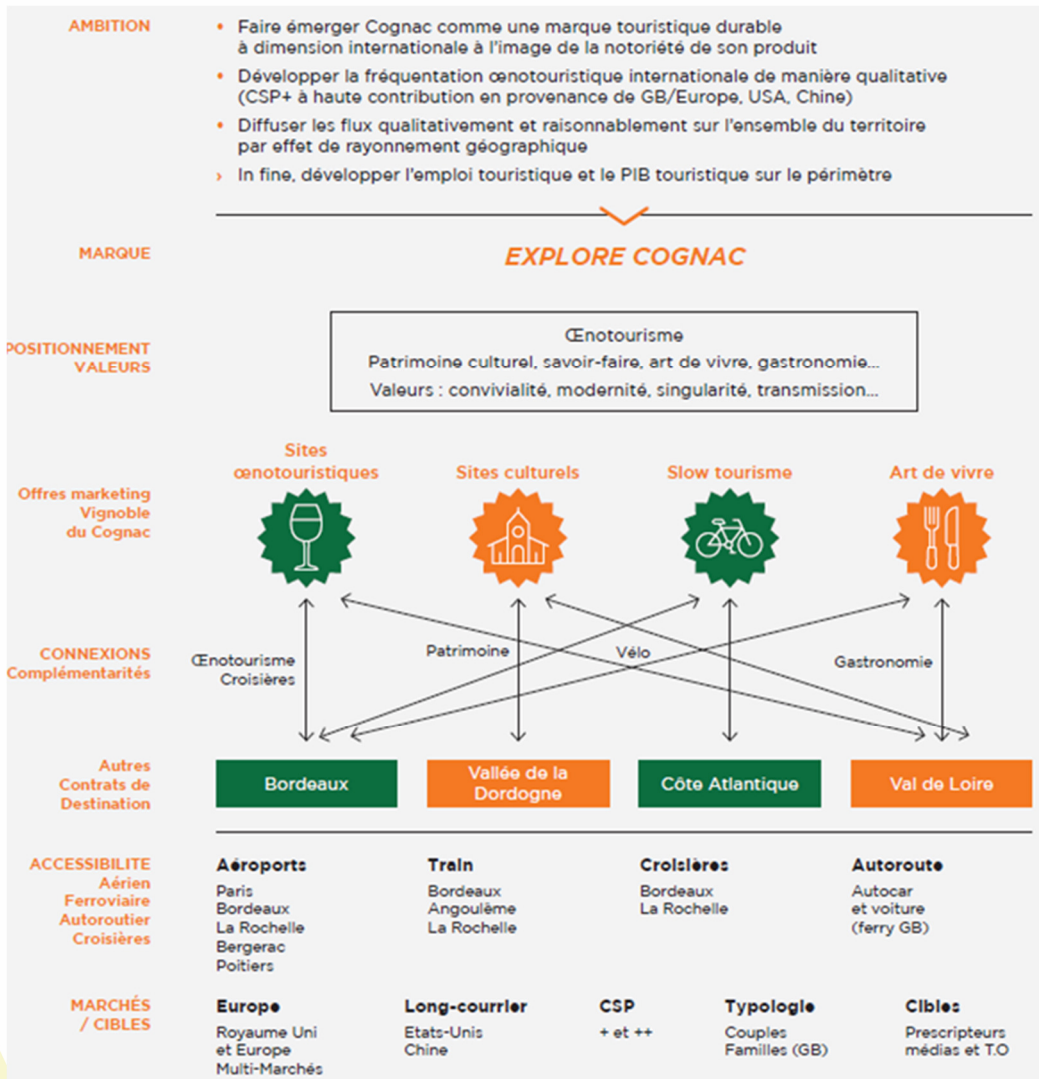 AMBITION
• Faire émerger Cognac comme une marque touristique durable
à dimension internationale à l'image de la notoriété de son produit
• Développer la fréquentation œnotouristique internationale de manière qualitative
(CSP+ à haute contribution en provenance de GB/Europe, USA, Chine)
• Diffuser les flux qualitativement et raisonnablement sur l'ensemble du territoire
par effet de rayonnement géographique
› In fine, développer l'emploi touristique et le PIB touristique sur le périmètre
MARQUE
EXPLORE COGNAC
POSITIONNEMENT
VALEURS
Œnotourisme
Patrimoine culturel, savoir-faire, art de vivre, gastronomie...
Valeurs : convivialité, modernité, singularité, transmission...
Offres marketing
Vignoble
du Cognac
Sites
œnotouristiques
Sites culturels
Slow tourisme
Art de vivre
CONNEXIONS
Complémentarités
Œnotourisme
Croisières
Patrimoine
Vélo
Gastronomie
Autres
Contrats de
Destination
Bordeaux
Vallée de la
Dordogne
Côte Atlantique
Val de Loire
ACCESSIBILITE
Aérien
Ferroviaire
Autoroutier
Croisières
Aéroports
Paris
Bordeaux
La Rochelle
Bergerac
Poitiers
Train
Bordeaux
Angoulème
La Rochelle
Croisières
Bordeaux
La Rochelle
Autoroute
Autocar
et voiture
(ferry GB)
MARCHÉS
/ CIBLES
Europe
Royaume Uni
et Europe
Multi-Marchés
Long-courrier
Etats-Unis
Chine
CSP
+ et ++
Typologie
Couples
Familles (GB)
Cibles
Prescripteurs
médias et T.O